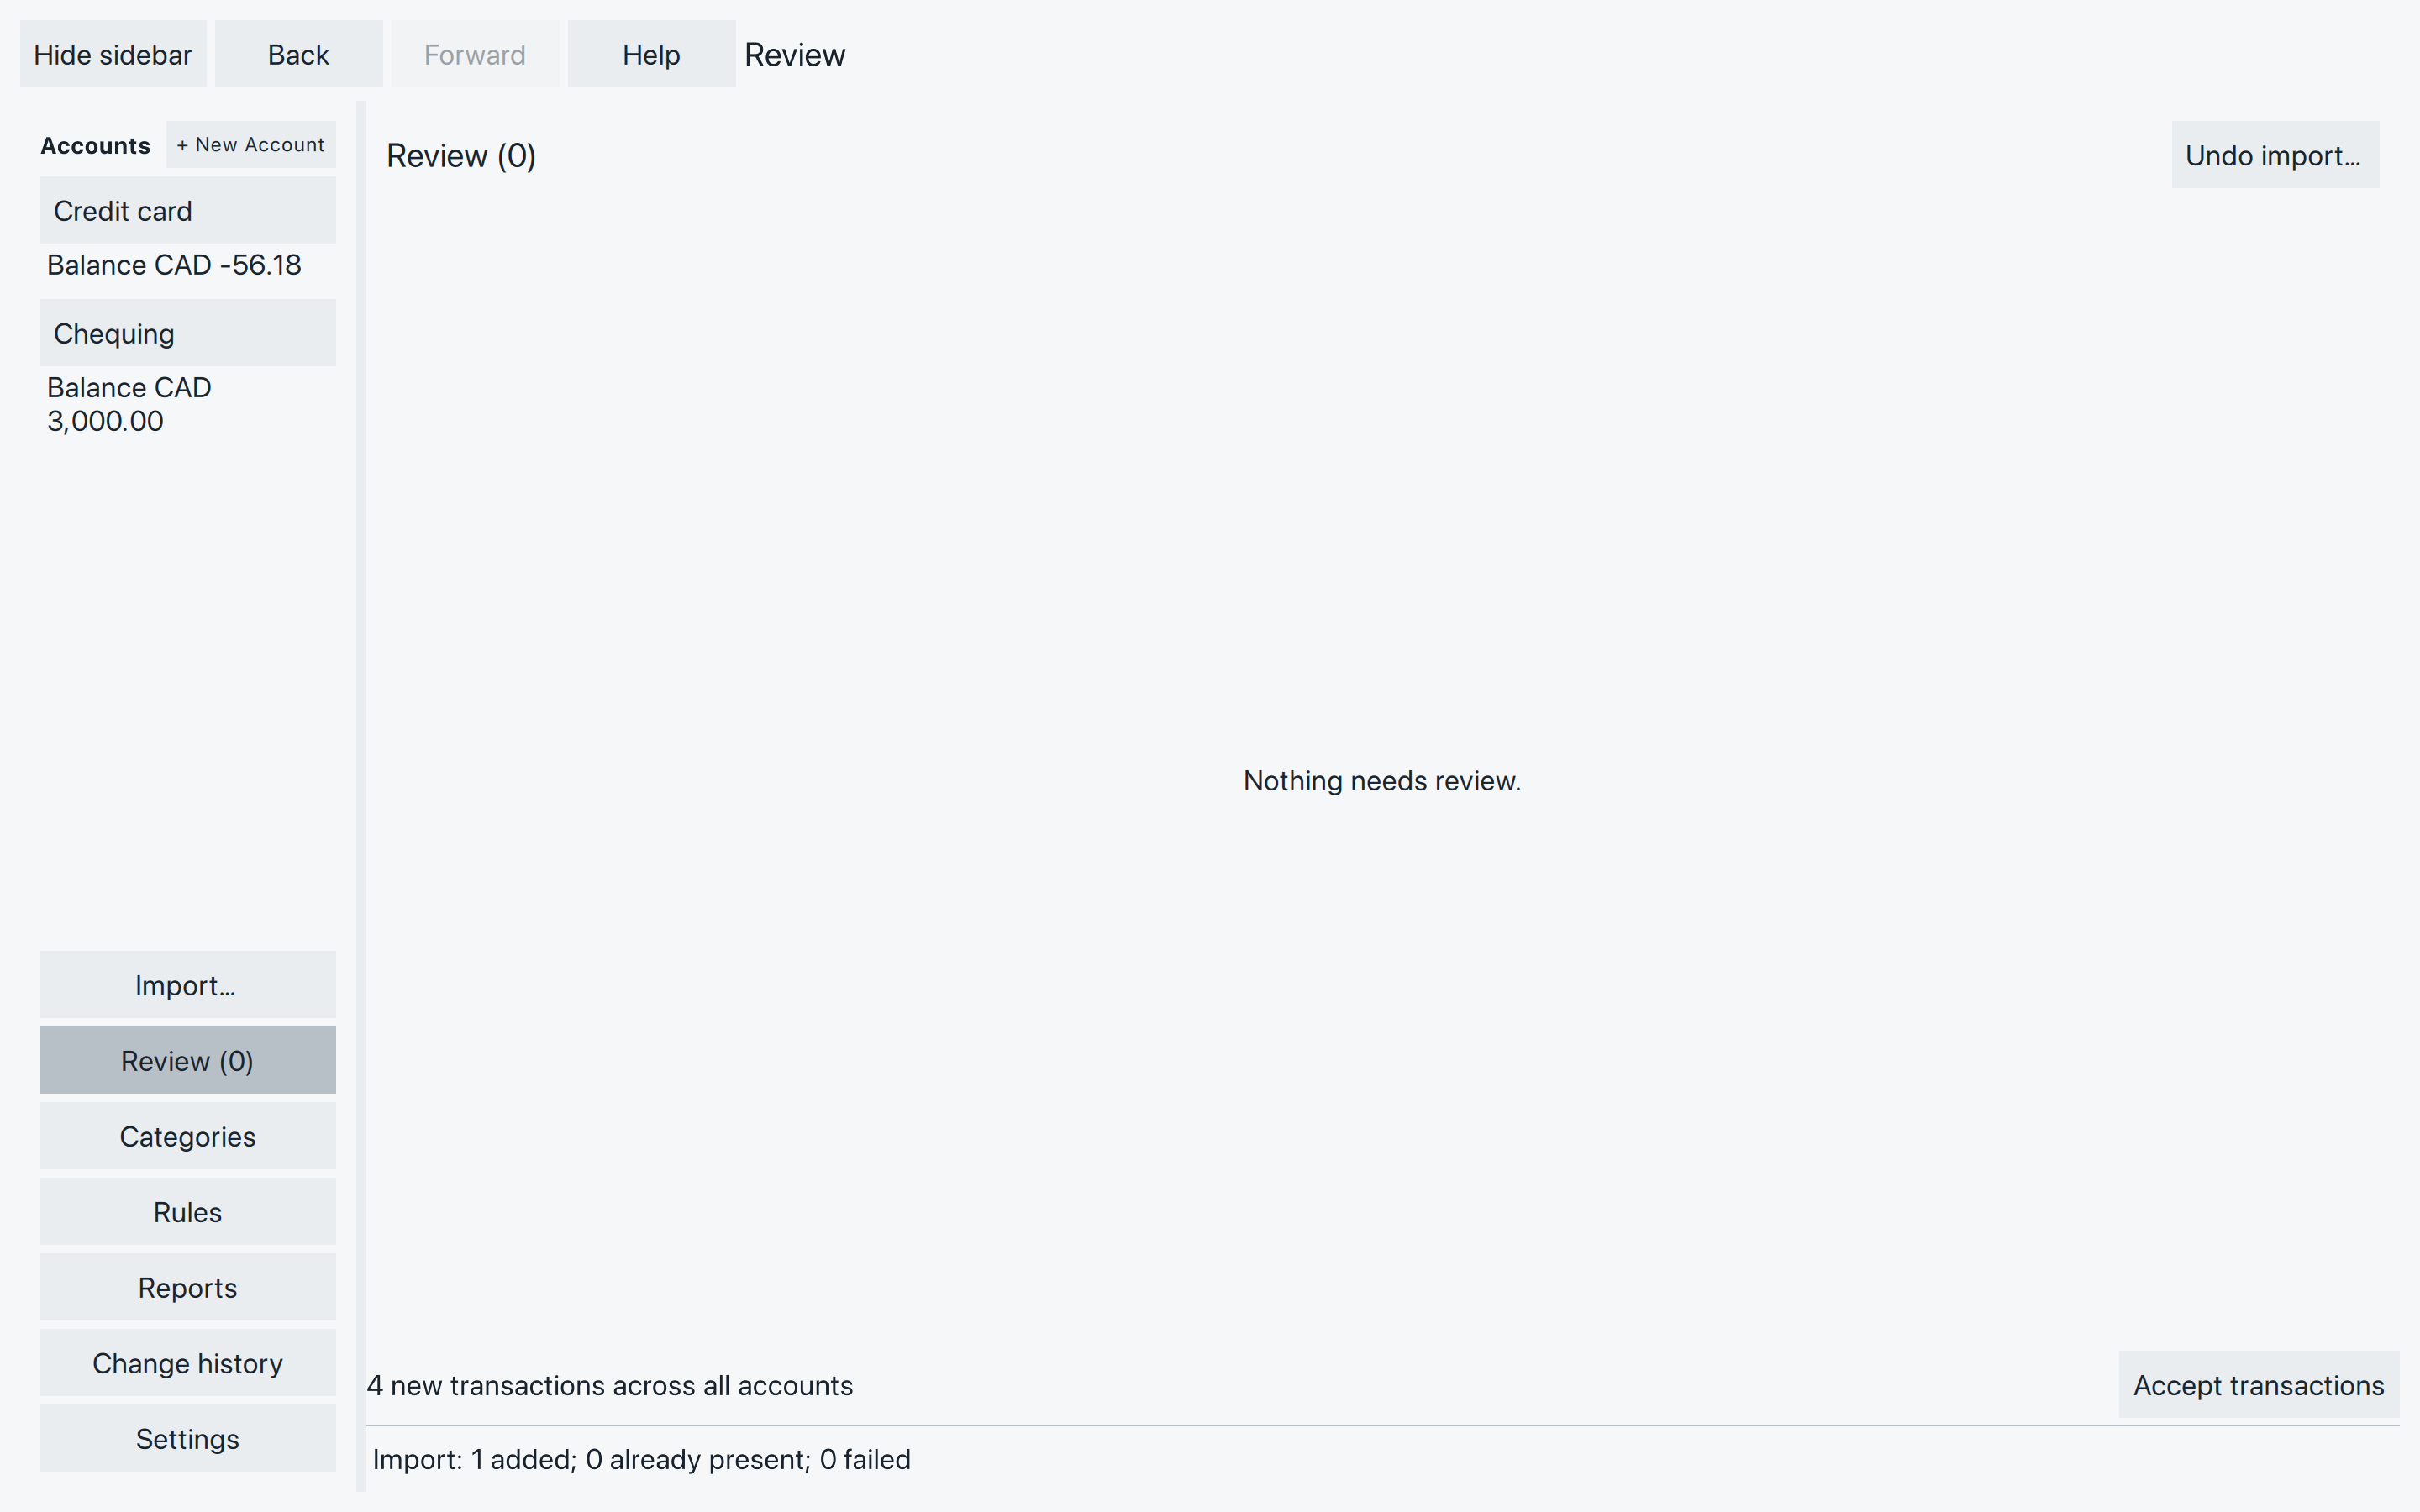 Hide sidebar
Back
Forward
Help
Review
Accounts
+ New Account
Credit card
Balance CAD -56.18
Chequing
Balance CAD
3,000.00
Import…
Review (0)
Categories
Rules
Reports
Change history
Settings
Review (0)
Undo import…
Nothing needs review.
4 new transactions across all accounts
Accept transactions
Import: 1 added; 0 already present; 0 failed